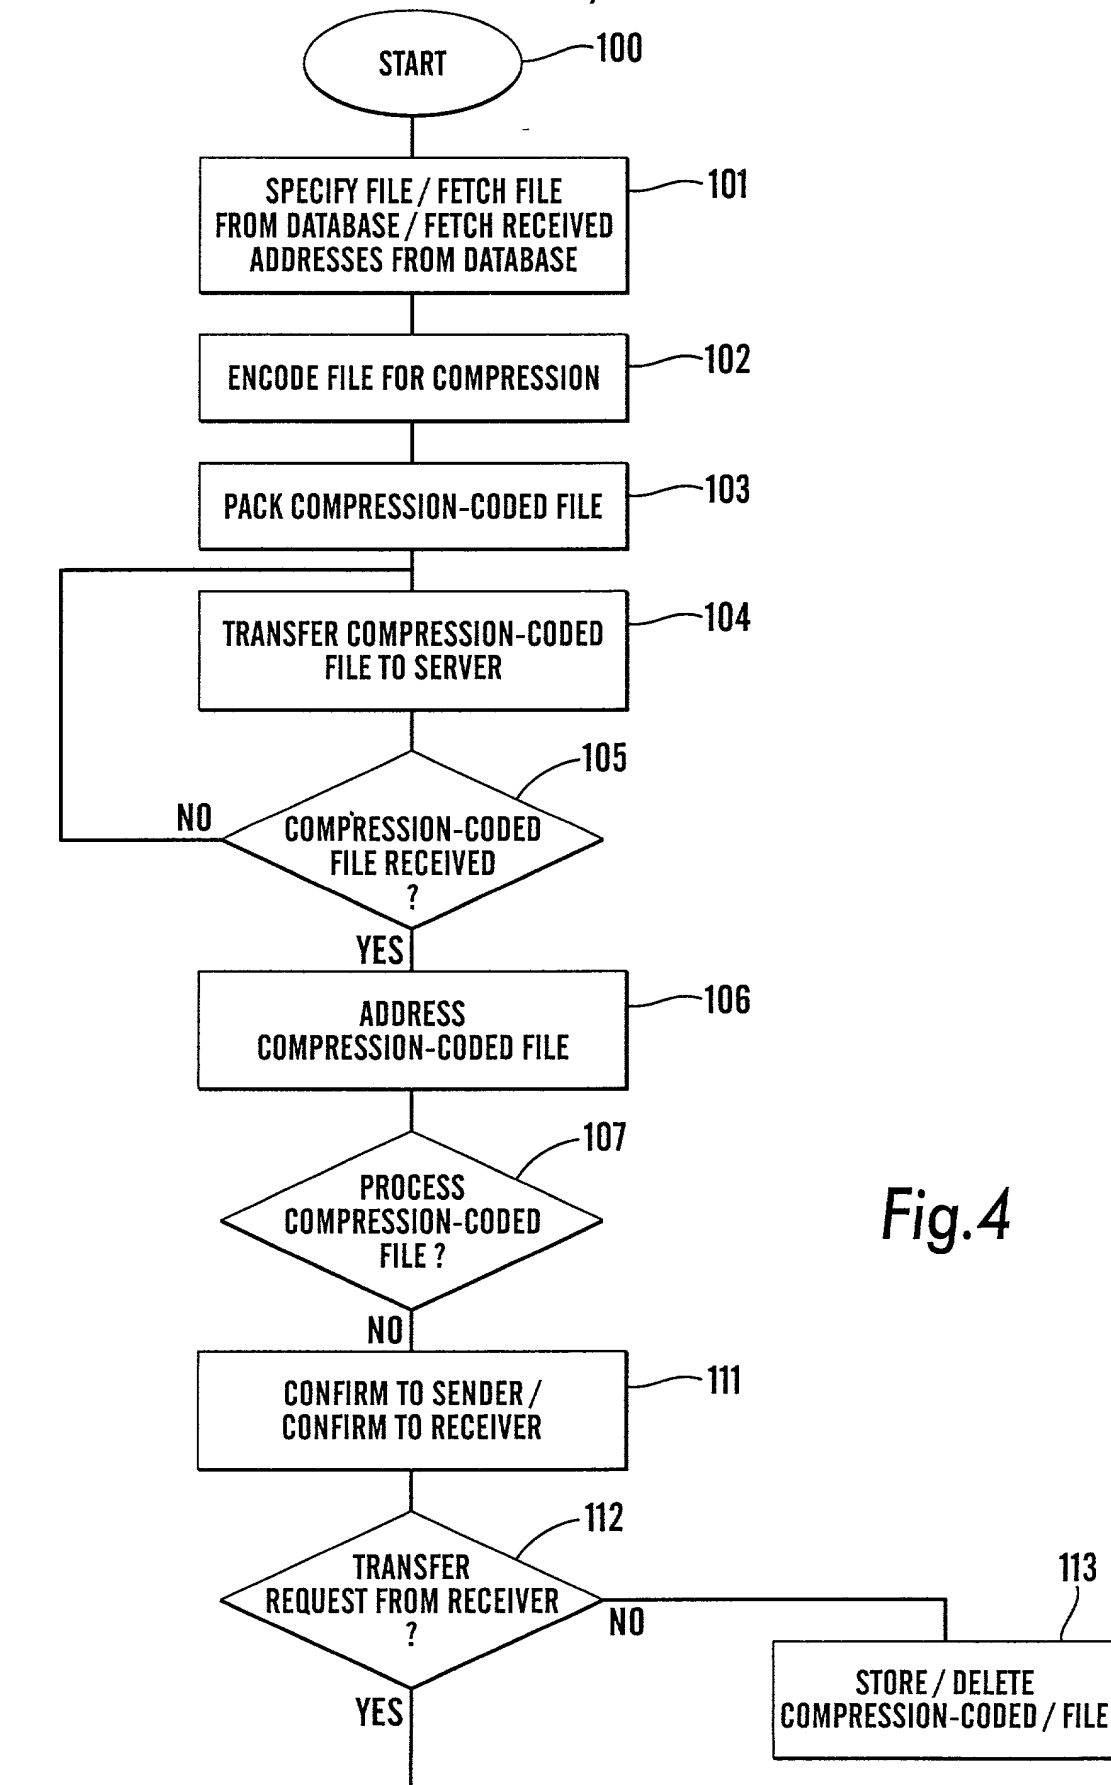 START
100
SPECIFY FILE / FETCH FILE
FROM DATABASE / FETCH RECEIVED
ADDRESSES FROM DATABASE
101
ENCODE FILE FOR COMPRESSION
102
PACK COMPRESSION-CODED FILE
103
TRANSFER COMPRESSION-CODED
FILE TO SERVER
104
COMPRESSION-CODED
FILE RECEIVED
?
105
NO
YES
ADDRESS
COMPRESSION-CODED FILE
106
PROCESS
COMPRESSION-CODED
FILE ?
107
Fig.4
NO
CONFIRM TO SENDER /
CONFIRM TO RECEIVER
111
TRANSFER
REQUEST FROM RECEIVER
?
112
NO
YES
113
STORE / DELETE
COMPRESSION-CODED / FILE